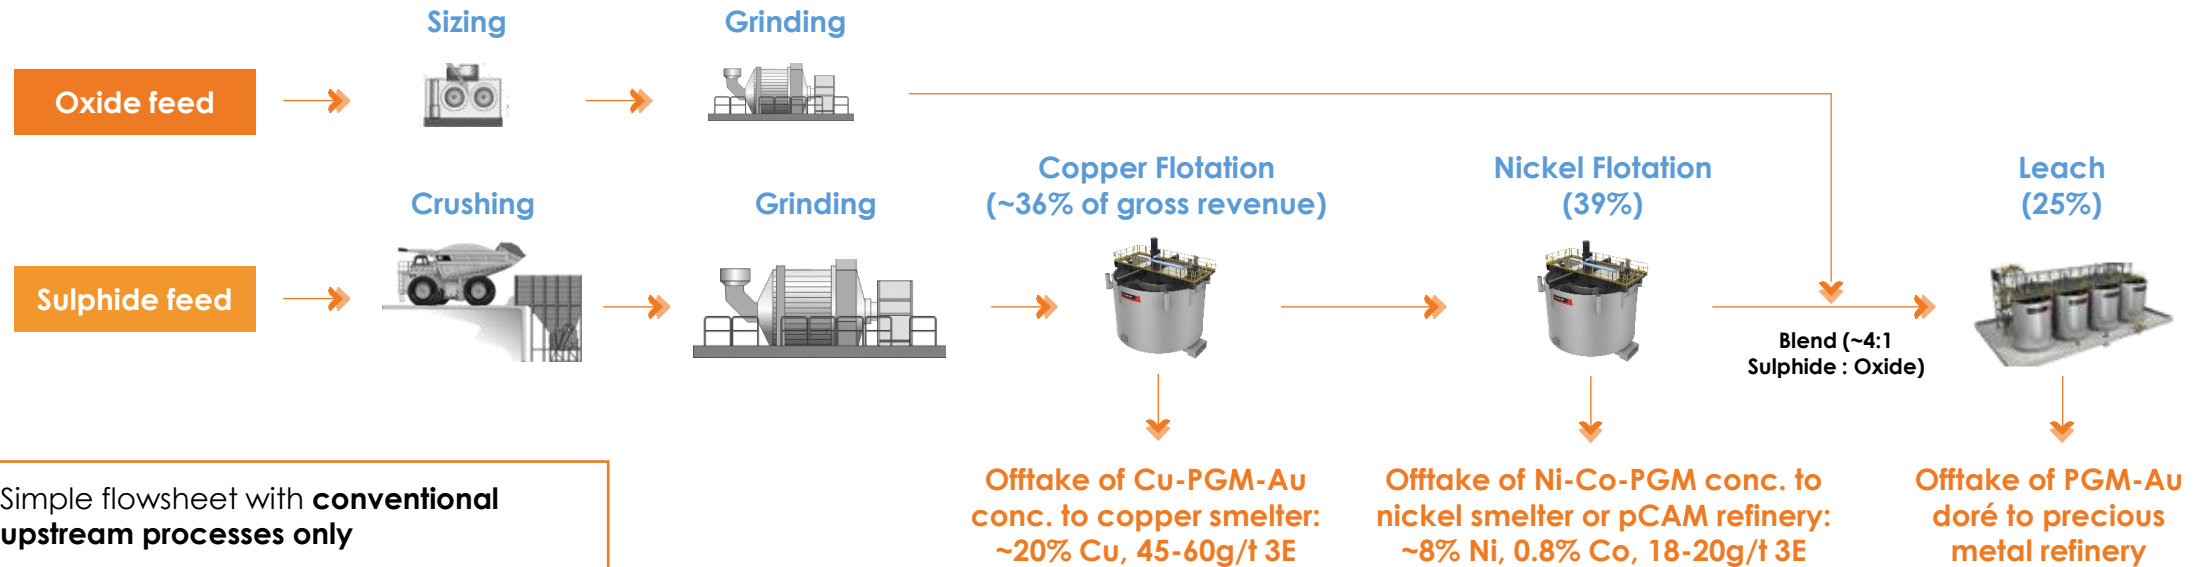 Sizing
Grinding
Oxide feed
Copper Flotation
(~36% of gross revenue)
Nickel Flotation
(39%)
Leach
(25%)
Crushing
Grinding
Sulphide feed
Blend (~4:1
Sulphide : Oxide)
Offtake of Cu-PGM-Au
conc. to copper smelter:
~20% Cu, 45-60g/t 3E
Offtake of Ni-Co-PGM conc. to
nickel smelter or pCAM refinery:
~8% Ni, 0.8% Co, 18-20g/t 3E
Offtake of PGM-Au
doré to precious
metal refinery
Simple flowsheet with conventional
upstream processes only